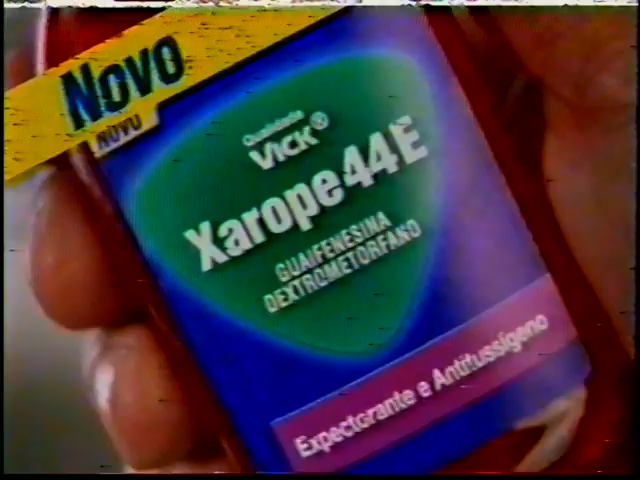 Novo
NOVO
Qualidade
VICK®
Xarope 44E
GUAIFENESINA
DEXTROMETORFANO
Expectorante e Antitussígeno